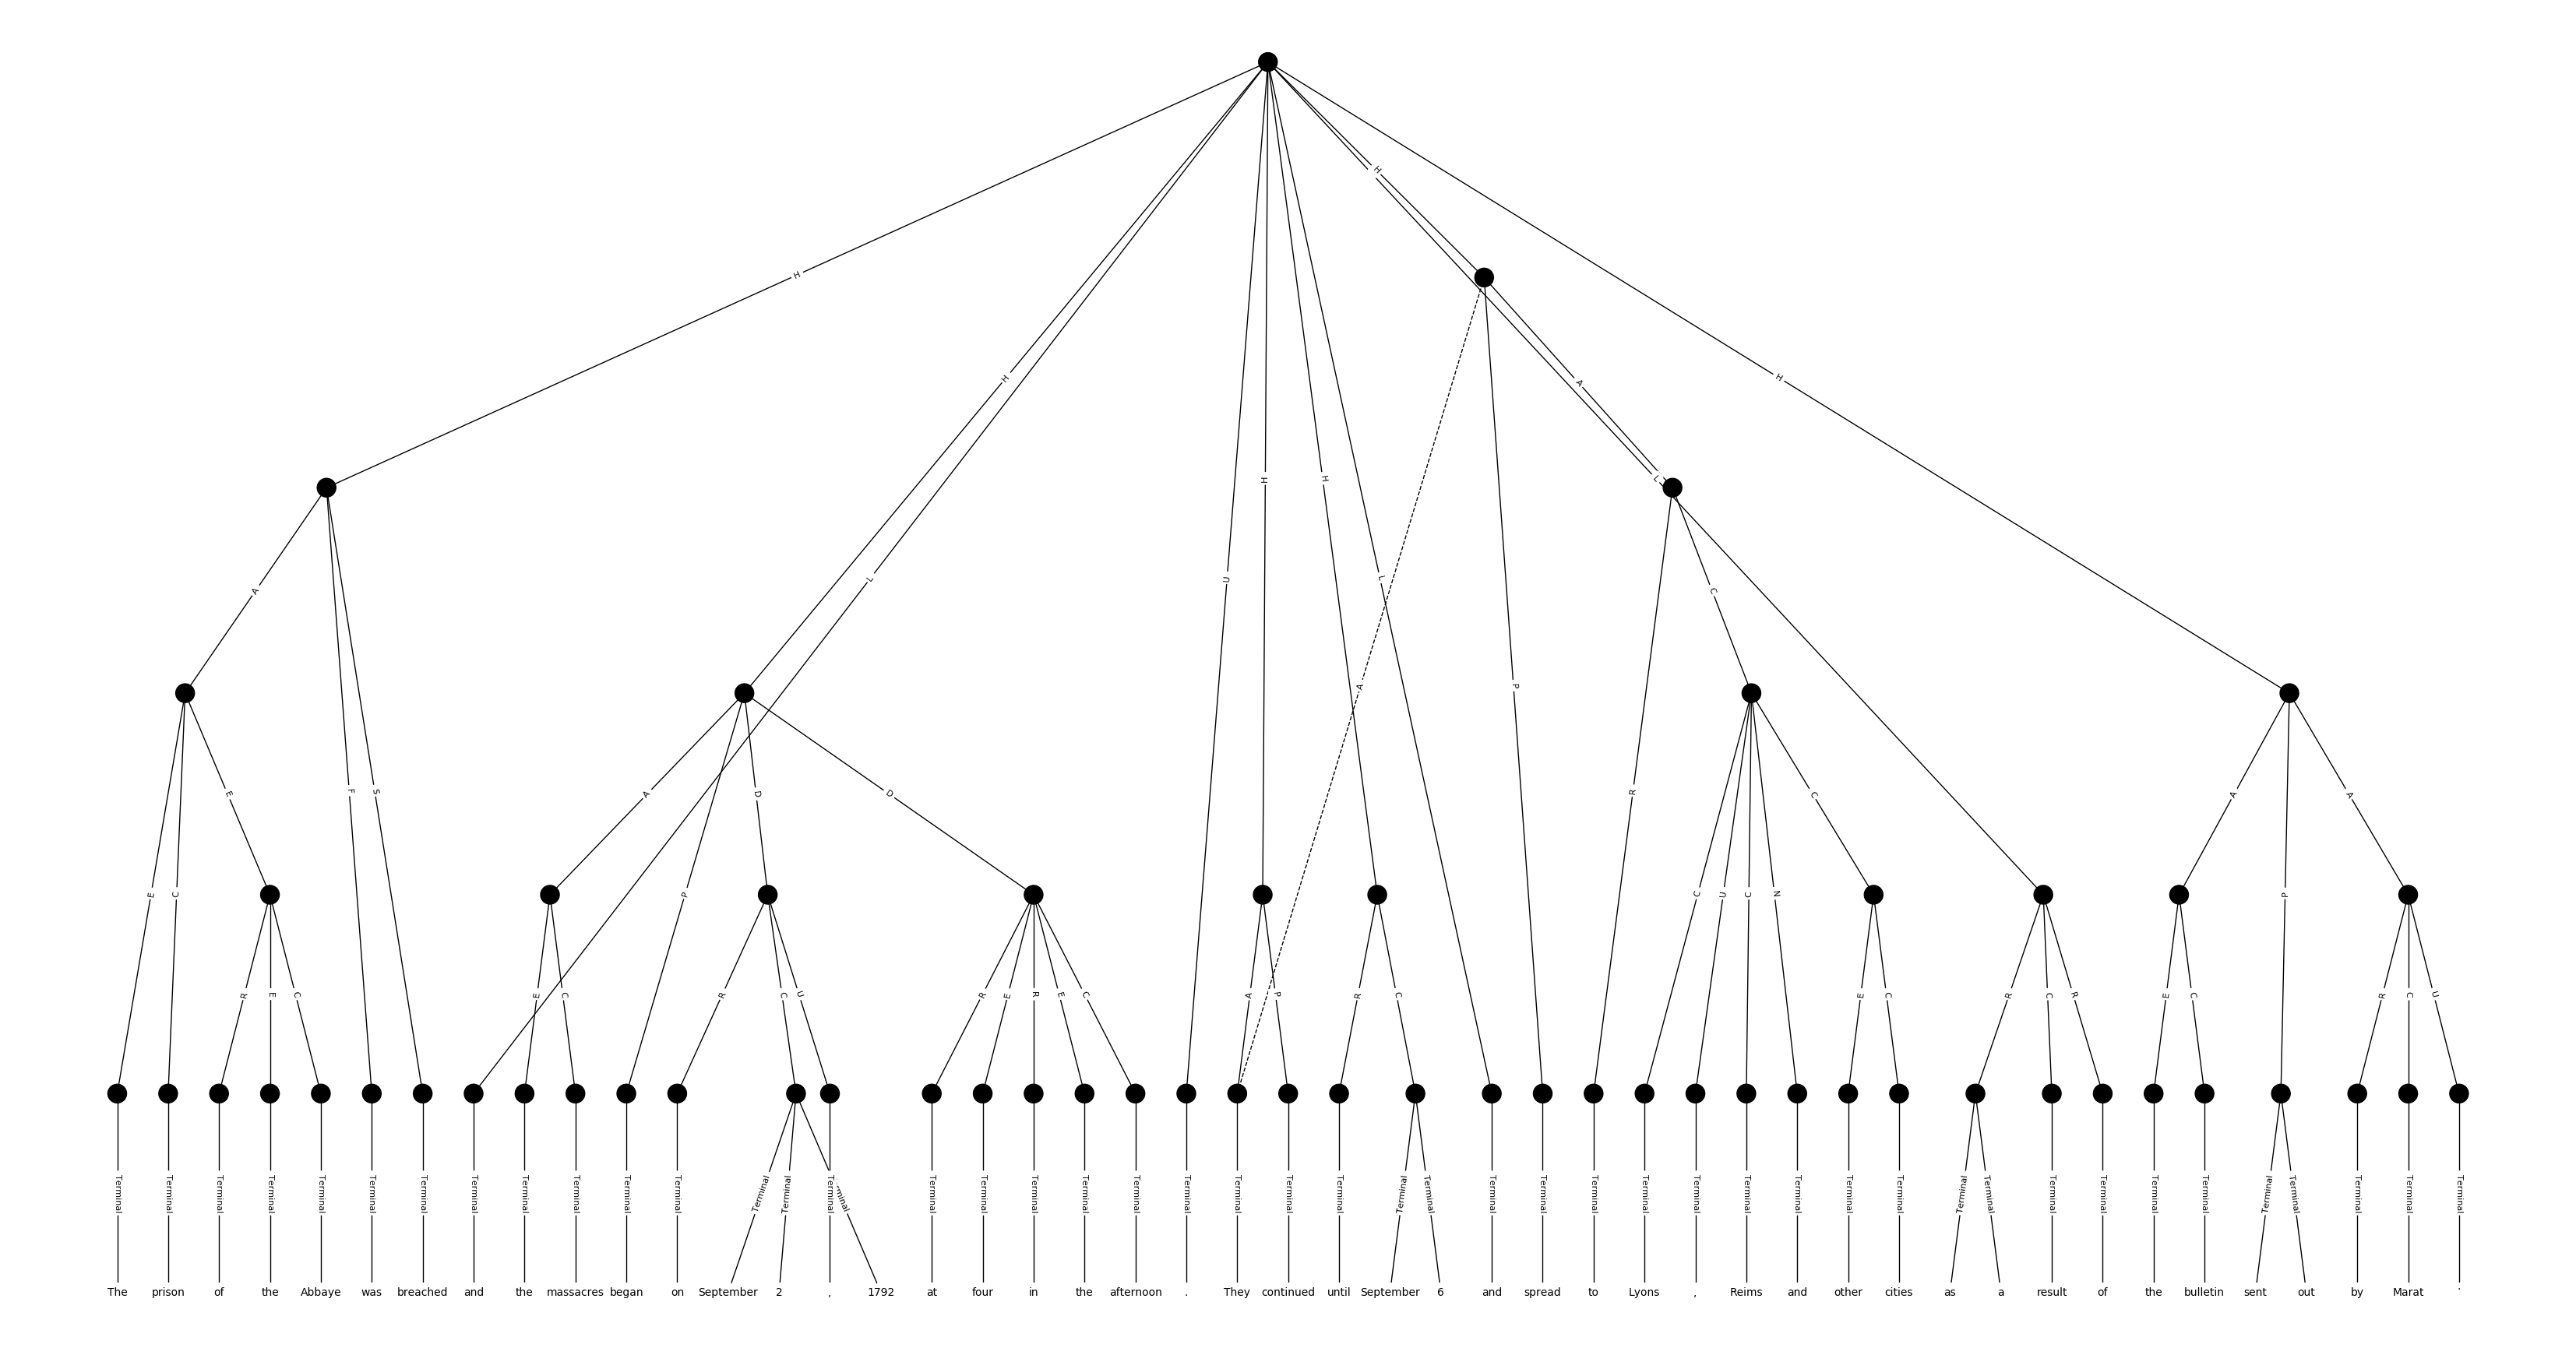 H
H
A
H
H
H
H
L
U
L
A
C
A
P
A
D
D
E
F
S
R
C
A
A
E
C
P
C
U
C
N
P
R
E
C
E
C
R
C
U
R
E
R
E
C
A
P
R
C
E
C
R
C
R
E
C
R
C
U
Terminal Terminal Terminal Terminal Terminal Terminal Terminal Terminal Terminal Terminal Terminal Terminal Terminal Terminal Terminal Terminal Terminal Terminal Terminal Terminal Terminal Terminal Terminal Terminal Terminal Terminal Terminal Terminal Terminal Terminal Terminal Terminal Terminal Terminal Terminal Terminal Terminal Terminal Terminal Terminal Terminal Terminal Terminal Terminal Terminal Terminal
The prison of the Abbaye was breached and the massacres began on September 2 , 1792 at four in the afternoon . They continued until September 6 and spread to Lyons , Reims and other cities as a result of the bulletin sent out by Marat .